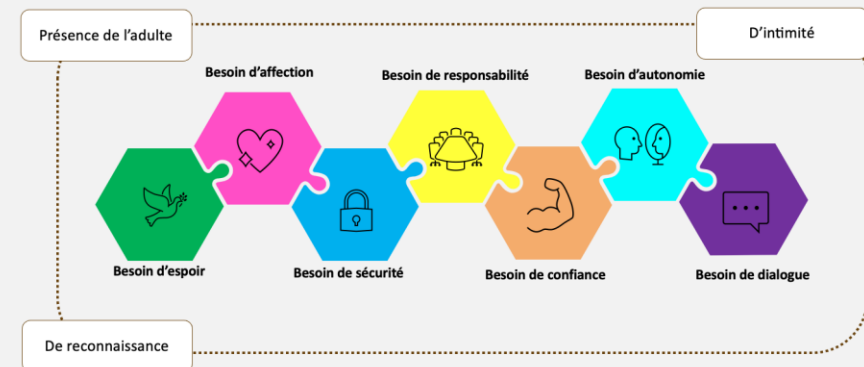 Présence de l’adulte
D’intimité
Besoin d’affection
Besoin de responsabilité
Besoin d’autonomie
Besoin d’espoir
Besoin de sécurité
Besoin de confiance
Besoin de dialogue
De reconnaissance